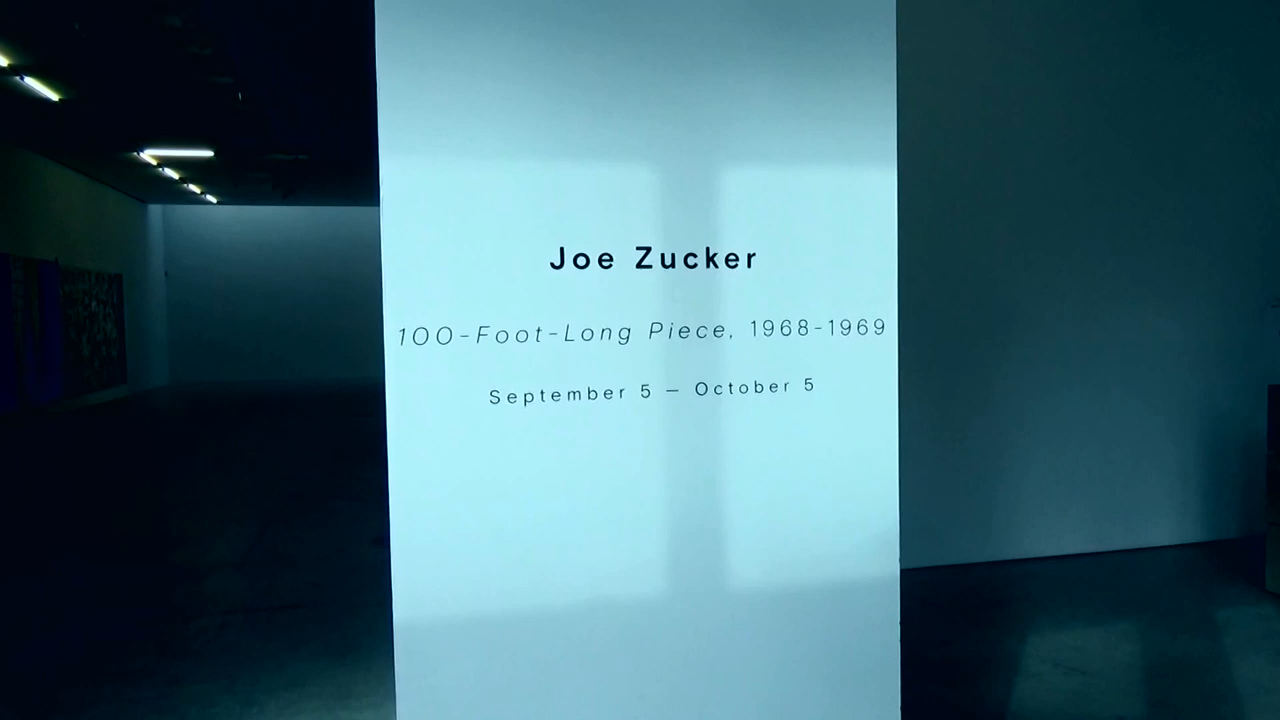 Joe Zucker
100-Foot-Long Piece, 1968-1969
September 5 – October 5